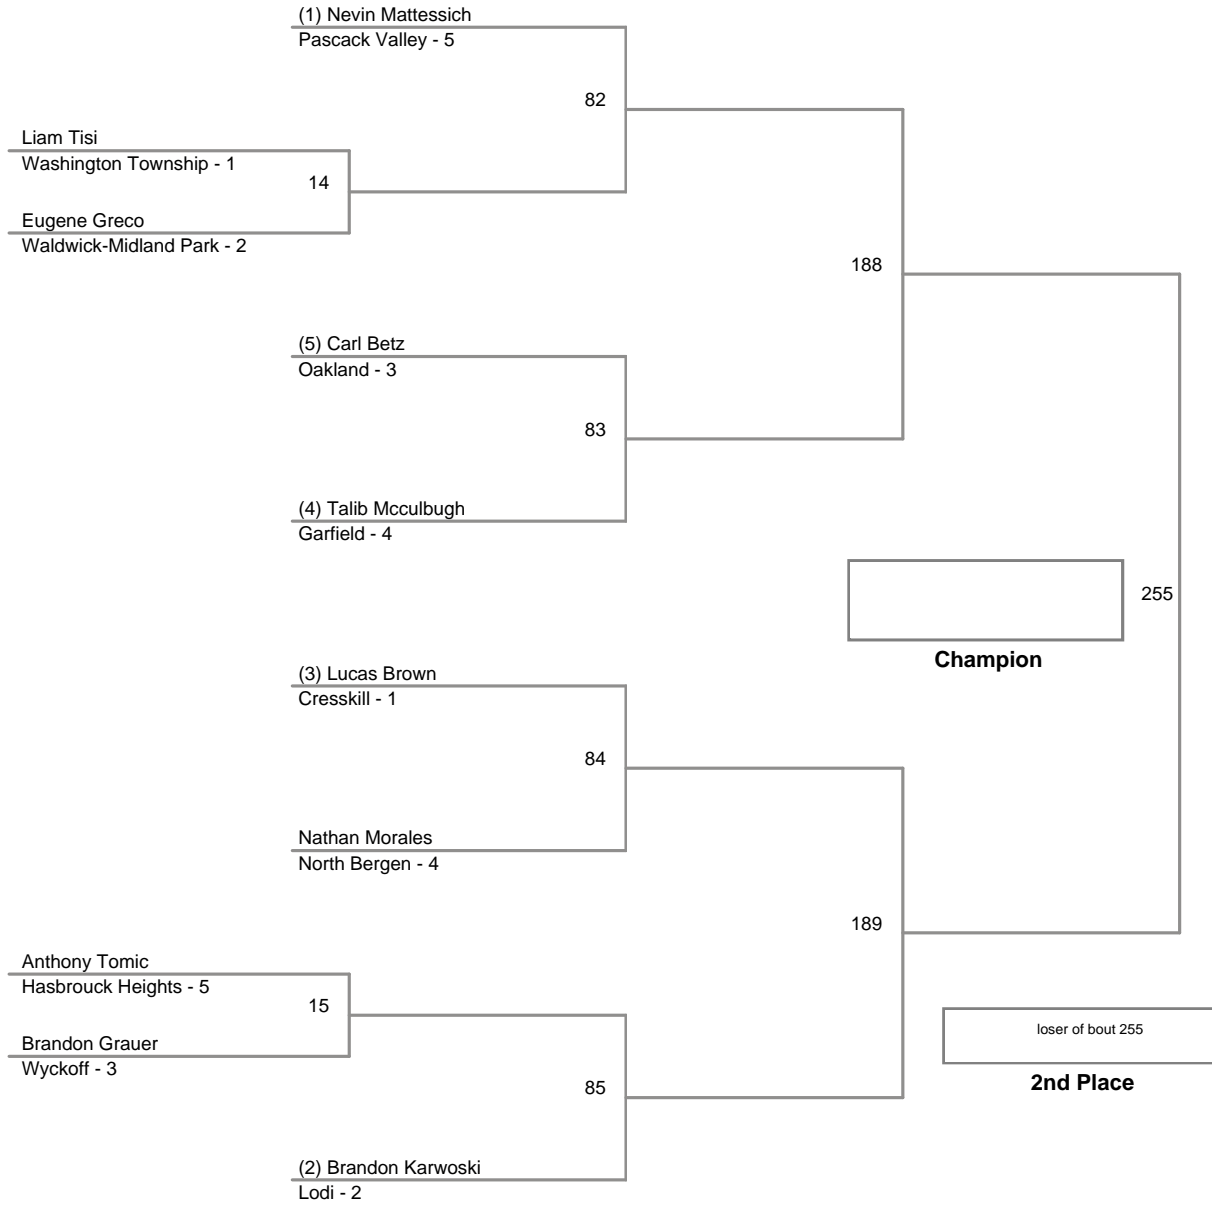 (1) Nevin Mattessich
Pascack Valley - 5
82
Liam Tisi
Washington Township - 1
14
Eugene Greco
Waldwick-Midland Park - 2
188
(5) Carl Betz
Oakland - 3
83
(4) Talib Mcculbugh
Garfield - 4
255
Champion
(3) Lucas Brown
Cresskill - 1
84
Nathan Morales
North Bergen - 4
189
Anthony Tomic
Hasbrouck Heights - 5
15
Brandon Grauer
Wyckoff - 3
loser of bout 255
2nd Place
85
(2) Brandon Karwoski
Lodi - 2